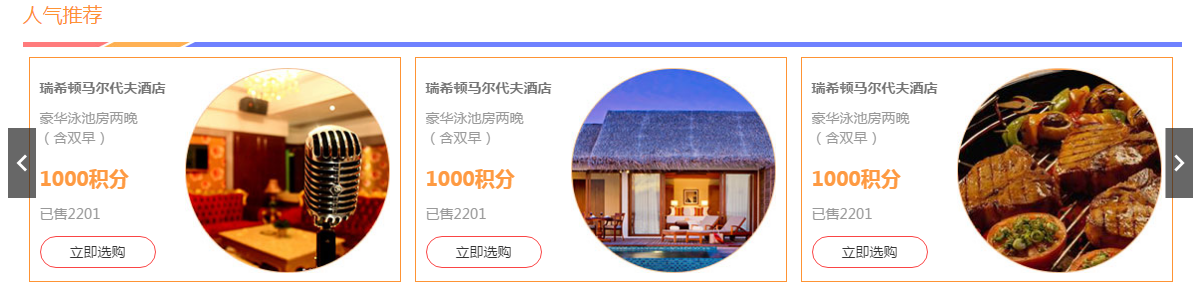 人气推荐
瑞希顿马尔代夫酒店
豪华泳池房两晚
（含双早）
1000积分
已售2201
立即选购
瑞希顿马尔代夫酒店
豪华泳池房两晚
（含双早）
1000积分
已售2201
立即选购
瑞希顿马尔代夫酒店
豪华泳池房两晚
（含双早）
1000积分
已售2201
立即选购